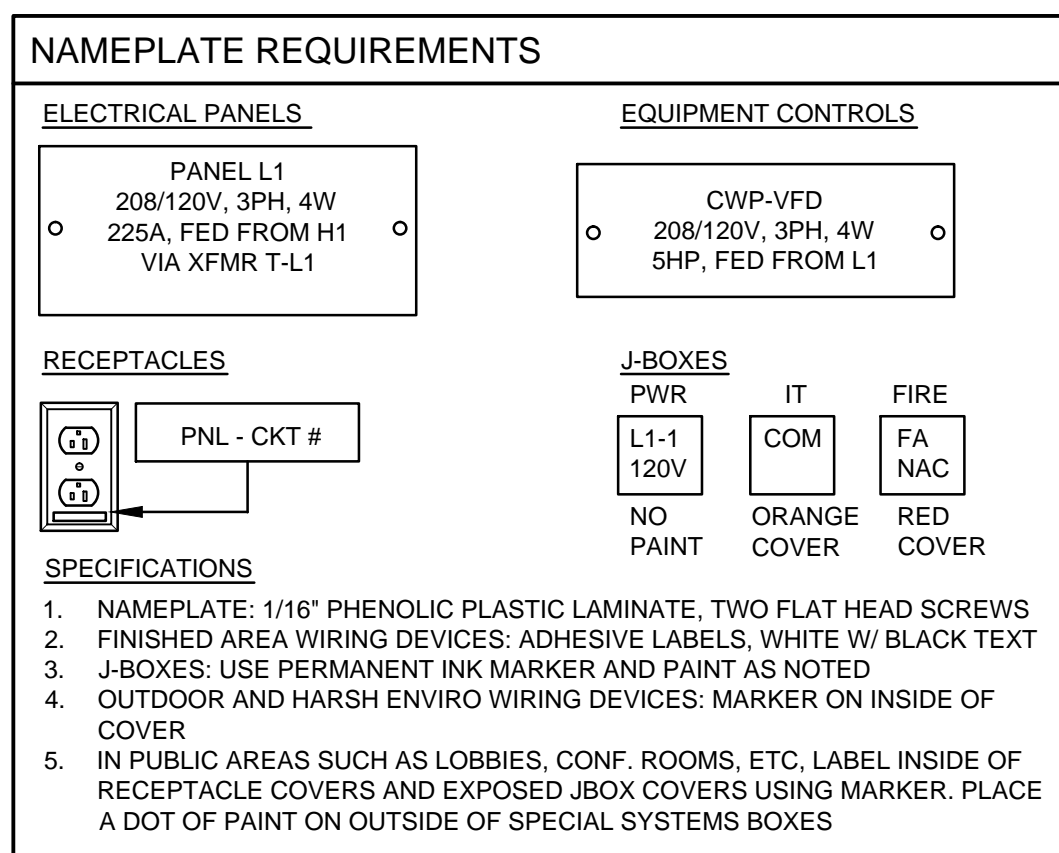 NAMEPLATE REQUIREMENTS
ELECTRICAL PANELS
PANEL L1
208/120V, 3PH, 4W
225A, FED FROM H1
VIA XFMR T-L1
EQUIPMENT CONTROLS
CWP-VFD
208/120V, 3PH, 4W
5HP, FED FROM L1
RECEPTACLES
PNL - CKT #
J-BOXES
PWR
L1-1
120V
NO
PAINT
IT
COM
ORANGE
COVER
FIRE
FA
NAC
RED
COVER
SPECIFICATIONS
1. NAMEPLATE: 1/16" PHENOLIC PLASTIC LAMINATE, TWO FLAT HEAD SCREWS
2. FINISHED AREA WIRING DEVICES: ADHESIVE LABELS, WHITE W/ BLACK TEXT
3. J-BOXES: USE PERMANENT INK MARKER AND PAINT AS NOTED
4. OUTDOOR AND HARSH ENVIRO WIRING DEVICES: MARKER ON INSIDE OF
COVER
5. IN PUBLIC AREAS SUCH AS LOBBIES, CONF. ROOMS, ETC, LABEL INSIDE OF
RECEPTACLE COVERS AND EXPOSED JBOX COVERS USING MARKER. PLACE
A DOT OF PAINT ON OUTSIDE OF SPECIAL SYSTEMS BOXES